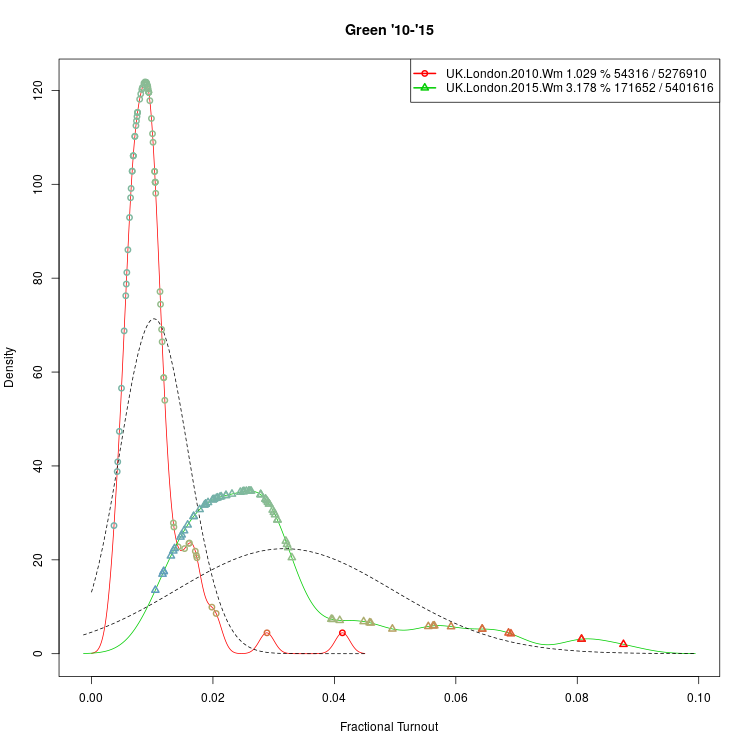 Green '10-'15
UK.London.2010.Wm 1.029 % 54316 / 5276910
UK.London.2015.Wm 3.178 % 171652 / 5401616
120
100
80
60
40
20
0
Density
0.00 0.02 0.04 0.06 0.08 0.10
Fractional Turnout